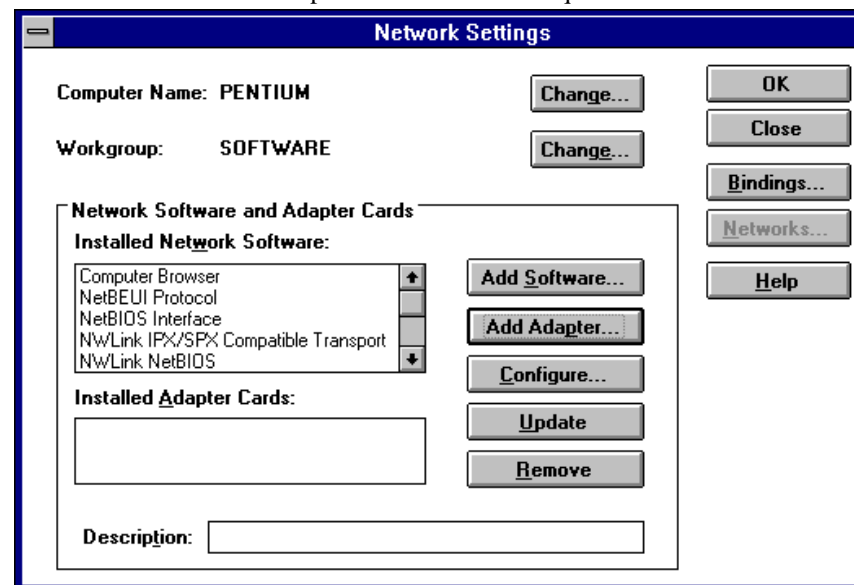 Network Settings
Computer Name: PENTIUM
Change...
OK
Close
Workgroup: SOFTWARE
Change...
Bindings...
Networks...
Help
Network Software and Adapter Cards
Installed Network Software:
Computer Browser
NetBEUI Protocol
NetBIOS Interface
NWLink IPX/SPX Compatible Transport
NWLink NetBIOS
Add Software...
Add Adapter...
Configure...
Installed Adapter Cards:
Update
Remove
Description: